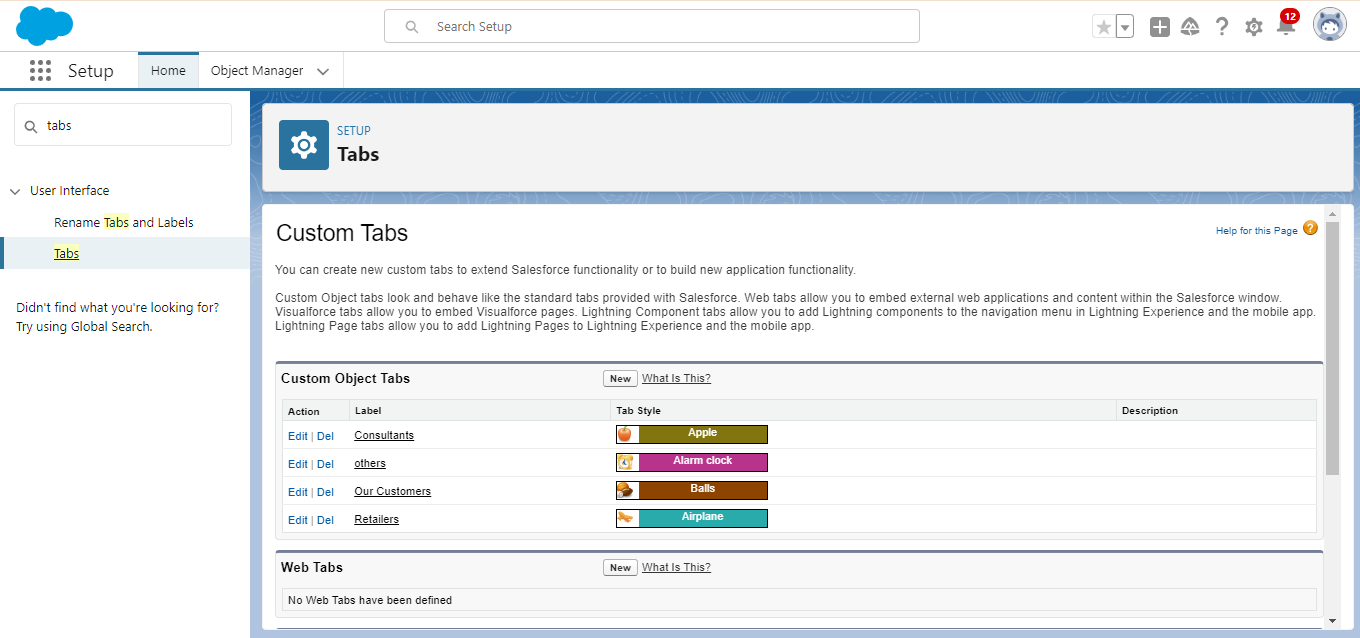 Search Setup
12
Setup
Home
Object Manager
tabs
User Interface
Rename Tabs and Labels
Tabs
Didn't find what you're looking for?
Try using Global Search.
SETUP
Tabs
Custom Tabs
Help for this Page ?
You can create new custom tabs to extend Salesforce functionality or to build new application functionality.
Custom Object tabs look and behave like the standard tabs provided with Salesforce. Web tabs allow you to embed external web applications and content within the Salesforce window.
Visualforce tabs allow you to embed Visualforce pages. Lightning Component tabs allow you to add Lightning components to the navigation menu in Lightning Experience and the mobile app.
Lightning Page tabs allow you to add Lightning Pages to Lightning Experience and the mobile app.
Custom Object Tabs New What Is This?
Action Label Tab Style Description
Edit | Del Consultants Apple
Edit | Del others Alarm clock
Edit | Del Our Customers Balls
Edit | Del Retailers Airplane
Web Tabs New What Is This?
No Web Tabs have been defined